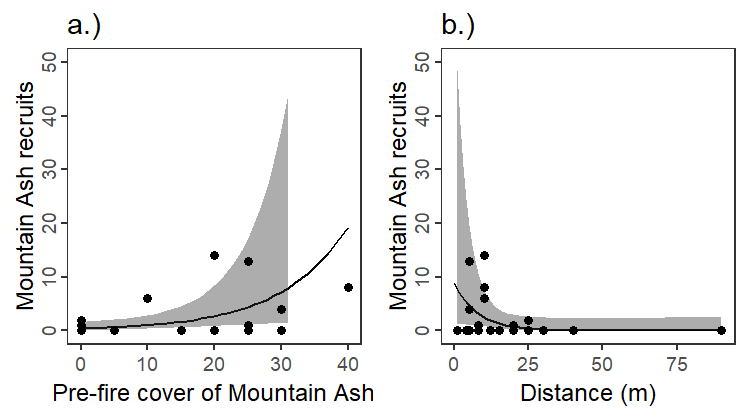 a.)
Mountain Ash recruits
50
40
30
20
10
0
0 10 20 30 40
Pre-fire cover of Mountain Ash
b.)
Mountain Ash recruits
50
40
30
20
10
0
0 25 50 75
Distance (m)